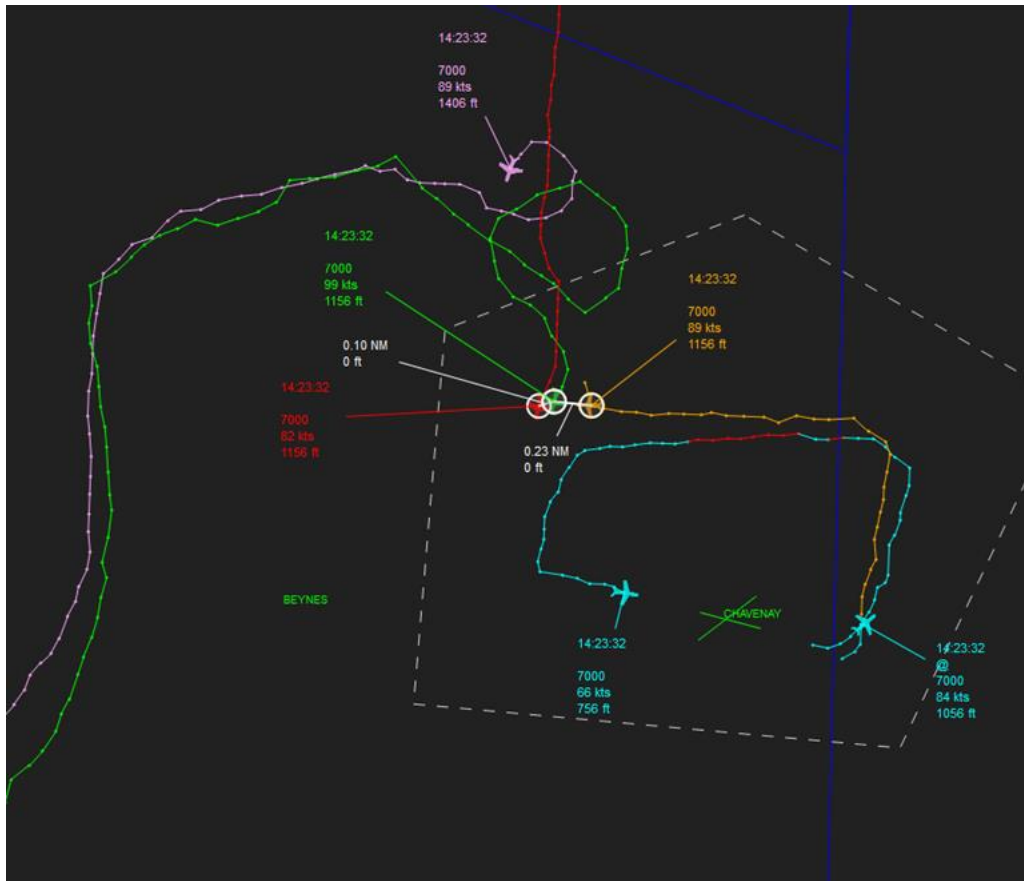 14:23:32
7000
89 kts
1406 ft
14:23:32
7000
99 kts
1156 ft
14:23:32
7000
89 kts
1156 ft
0.10 NM
0 ft
14:23:32
7000
82 kts
1156 ft
0.23 NM
0 ft
BEYNES
CHAVENAY
14:23:32
7000
66 kts
756 ft
14:23:32
@
7000
84 kts
1056 ft